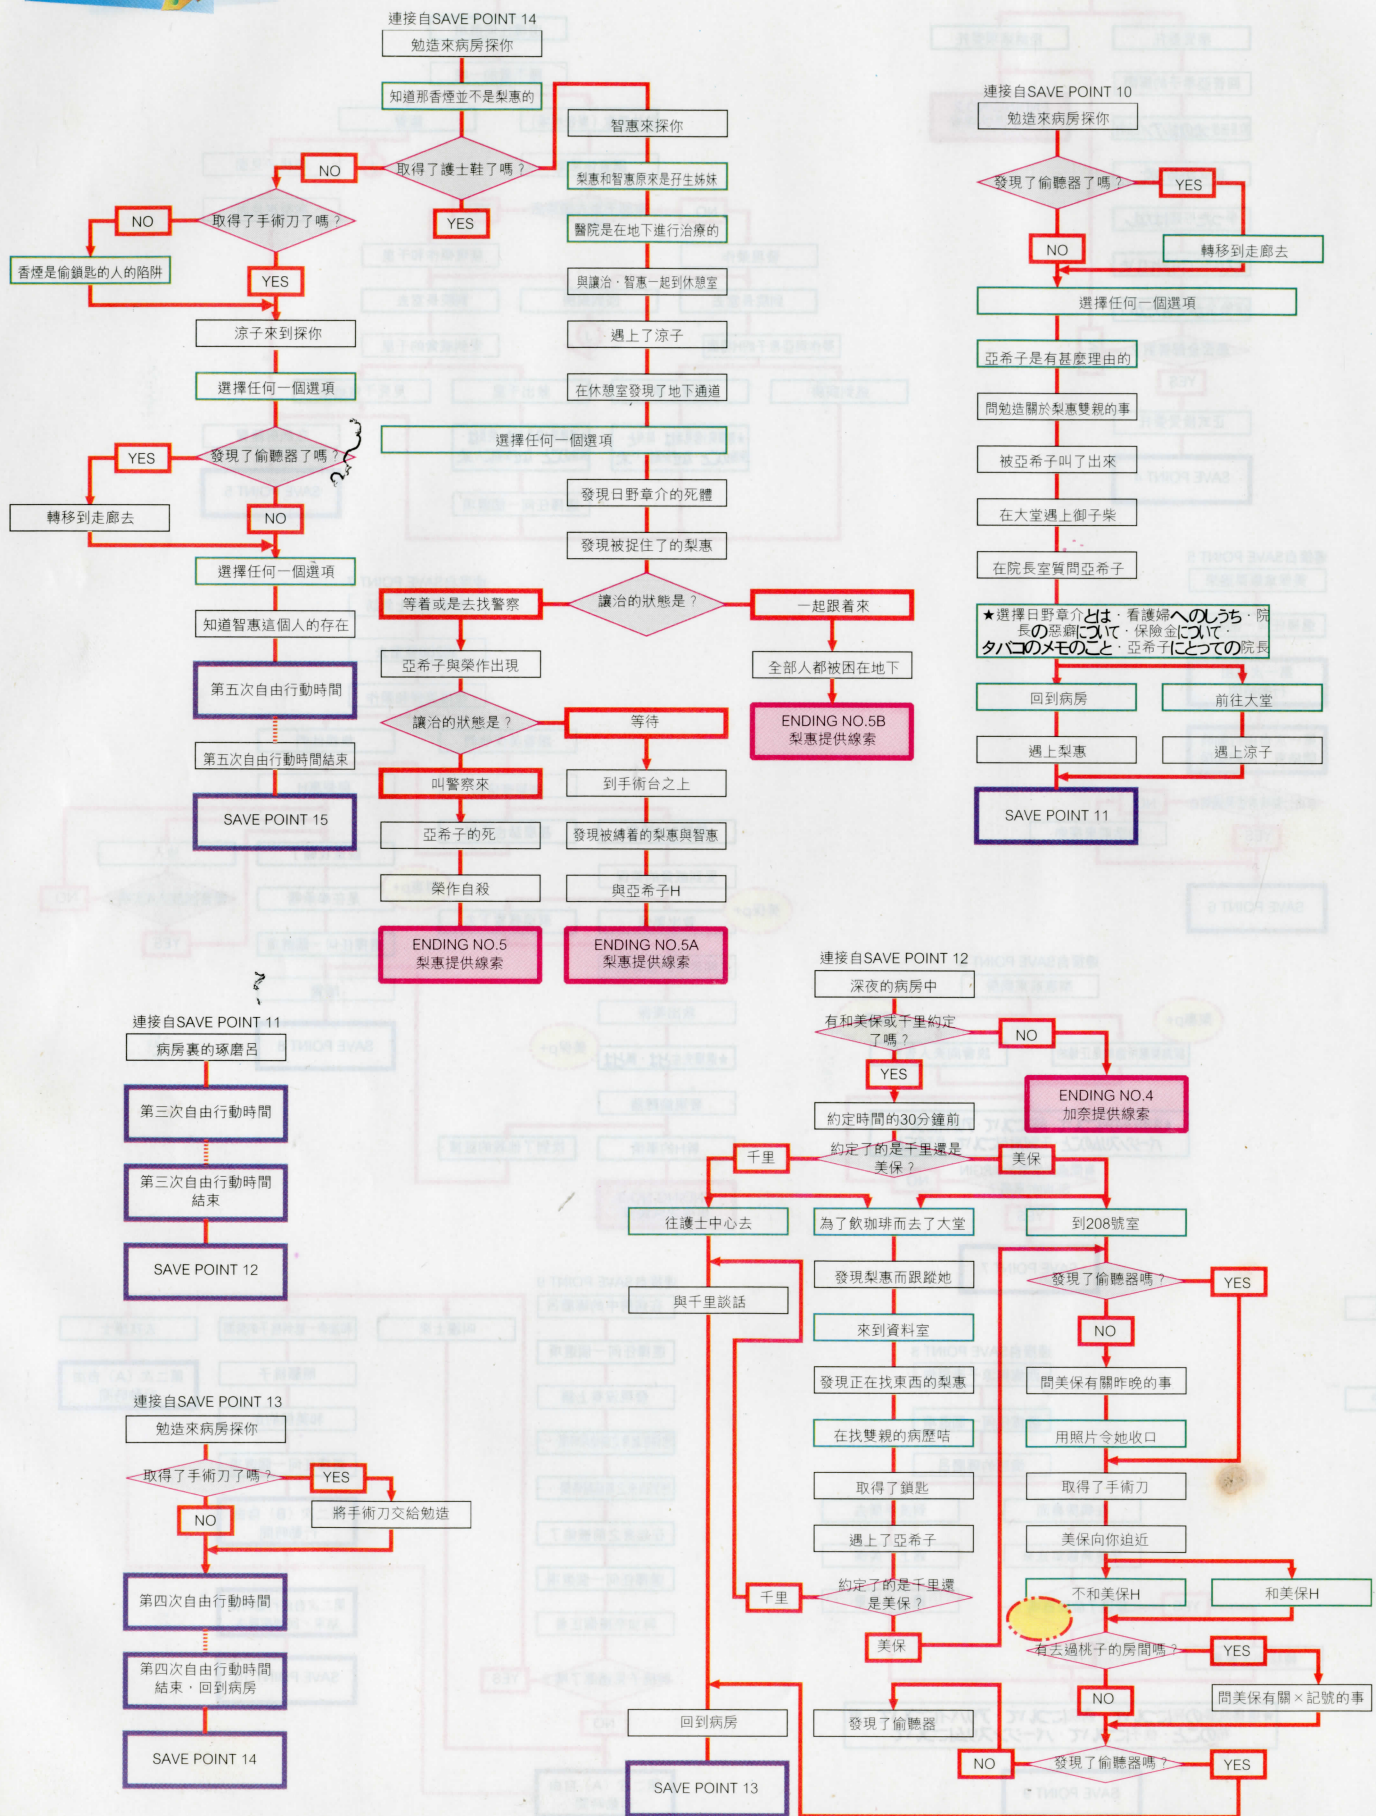 連接自SAVE POINT 14
勉造來病房探你
知道那香煙並不是梨惠的
取得了護士鞋了嗎？
NO
YES
取得了手術刀了嗎？
NO
YES
香煙是偷鎖匙的人的陷阱
涼子來到探你
選擇任何一個選項
發現了偷聽器了嗎？
YES
NO
轉移到走廊去
選擇任何一個選項
知道智惠這個人的存在
第五次自由行動時間
第五次自由行動時間結束
SAVE POINT 15
智惠來探你
梨惠和智惠原來是孖生姊妹
醫院是在地下進行治療的
與讓治・智惠一起到休憩室
遇上了涼子
在休憩室發現了地下通道
選擇任何一個選項
發現日野章介的死體
發現被捉住了的梨惠
讓治的狀態是？
等着或是去找警察
一起跟着來
亞希子與榮作出現
全部人都被困在地下
讓治的狀態是？
等待
ENDING NO.5B
梨惠提供線索
叫警察來
到手術台之上
亞希子的死
發現被縛着的梨惠與智惠
榮作自殺
與亞希子H
ENDING NO.5
梨惠提供線索
ENDING NO.5A
梨惠提供線索
連接自SAVE POINT 10
勉造來病房探你
發現了偷聽器了嗎？
YES
NO
轉移到走廊去
選擇任何一個選項
亞希子是有甚麼理由的
問勉造關於梨惠雙親的事
被亞希子叫了出來
在大堂遇上御子柴
在院長室質問亞希子
★選擇日野章介とは・看護婦へのしうち・院
長の惡癖について・保險金について・
タバコのメモのこと・亞希子にとっての院長
回到病房
前往大堂
遇上梨惠
遇上涼子
SAVE POINT 11
連接自SAVE POINT 11
病房裏的琢磨呂
第三次自由行動時間
第三次自由行動時間
結束
SAVE POINT 12
連接自SAVE POINT 13
勉造來病房探你
取得了手術刀了嗎？
YES
NO
將手術刀交給勉造
第四次自由行動時間
第四次自由行動時間
結束・回到病房
SAVE POINT 14
連接自SAVE POINT 12
深夜的病房中
有和美保或千里約定
了嗎？
NO
YES
ENDING NO.4
加奈提供線索
約定時間的30分鐘前
約定了的是千里還是
美保？
千里
美保
往護士中心去
為了飲珈琲而去了大堂
到208號室
與千里談話
發現梨惠而跟蹤她
來到資料室
發現正在找東西的梨惠
在找雙親的病歷咭
取得了鎖匙
遇上了亞希子
約定了的是千里還
是美保？
千里
美保
發現了偷聽器嗎？
YES
NO
問美保有關昨晚的事
用照片令她收口
取得了手術刀
美保向你迫近
不和美保H
和美保H
有去過桃子的房間嗎？
YES
NO
問美保有關×記號的事
發現了偷聽器嗎？
NO
YES
發現了偷聽器
回到病房
SAVE POINT 13